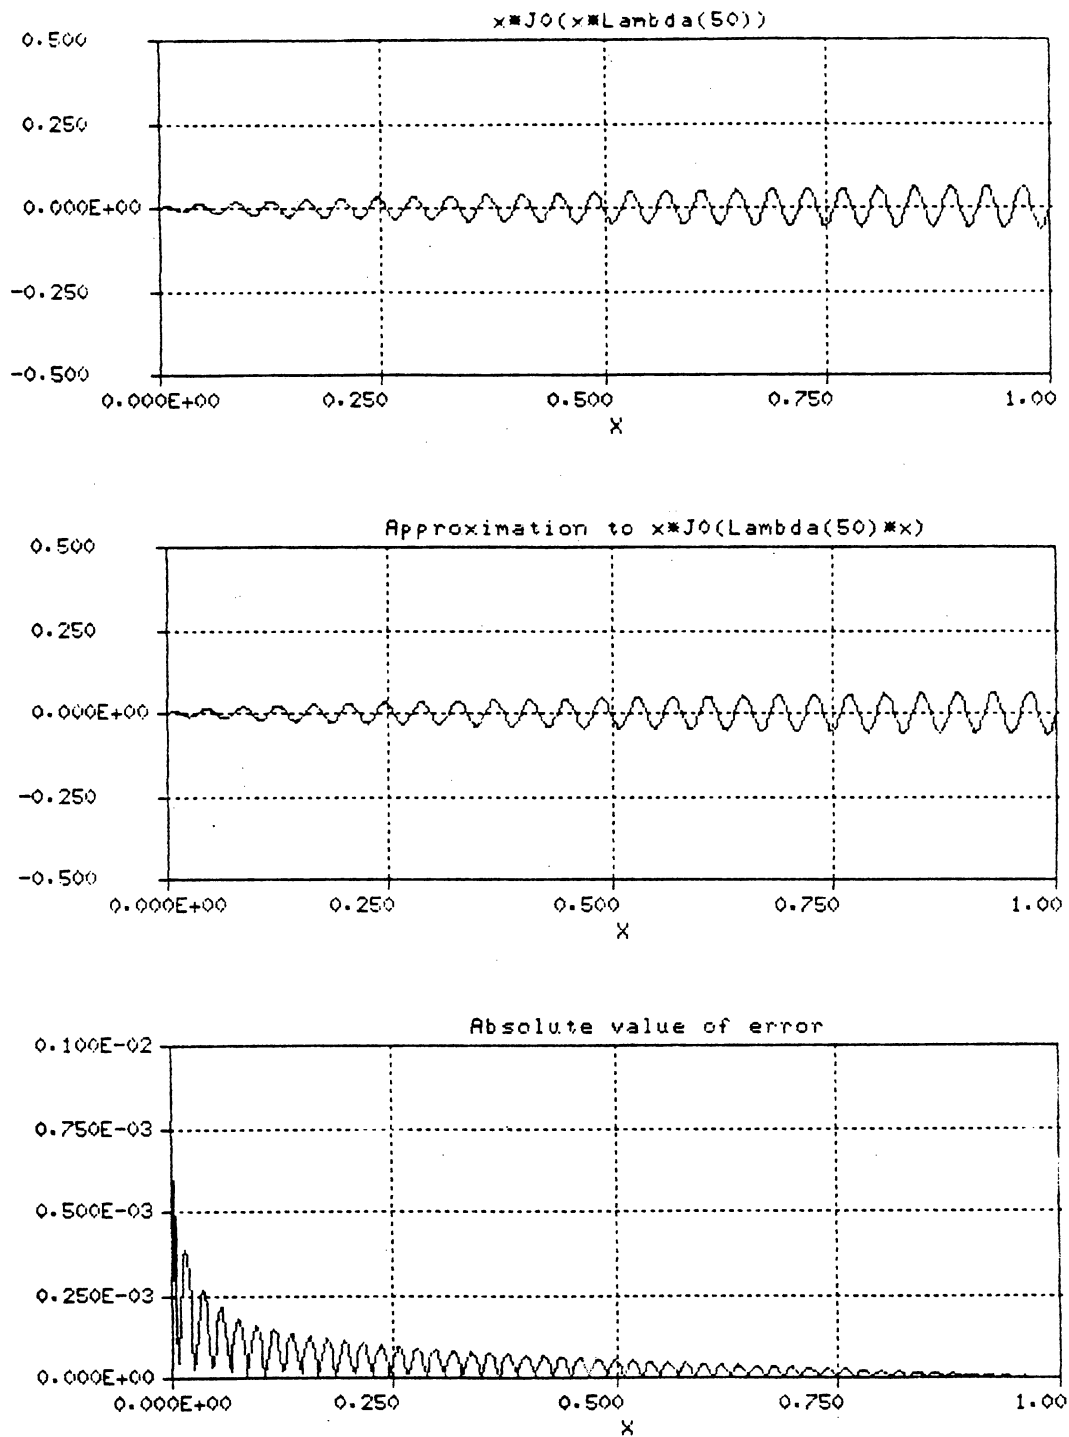 x*J0(x*Lambda(50))
0.500
0.250
0.000E+00
-0.250
-0.500
0.000E+00 0.250 0.500 0.750 1.00
X
Approximation to x*J0(Lambda(50)*x)
0.500
0.250
0.000E+00
-0.250
-0.500
0.000E+00 0.250 0.500 0.750 1.00
X
Absolute value of error
0.100E-02
0.750E-03
0.500E-03
0.250E-03
0.000E+00
0.000E+00 0.250 0.500 0.750 1.00
X